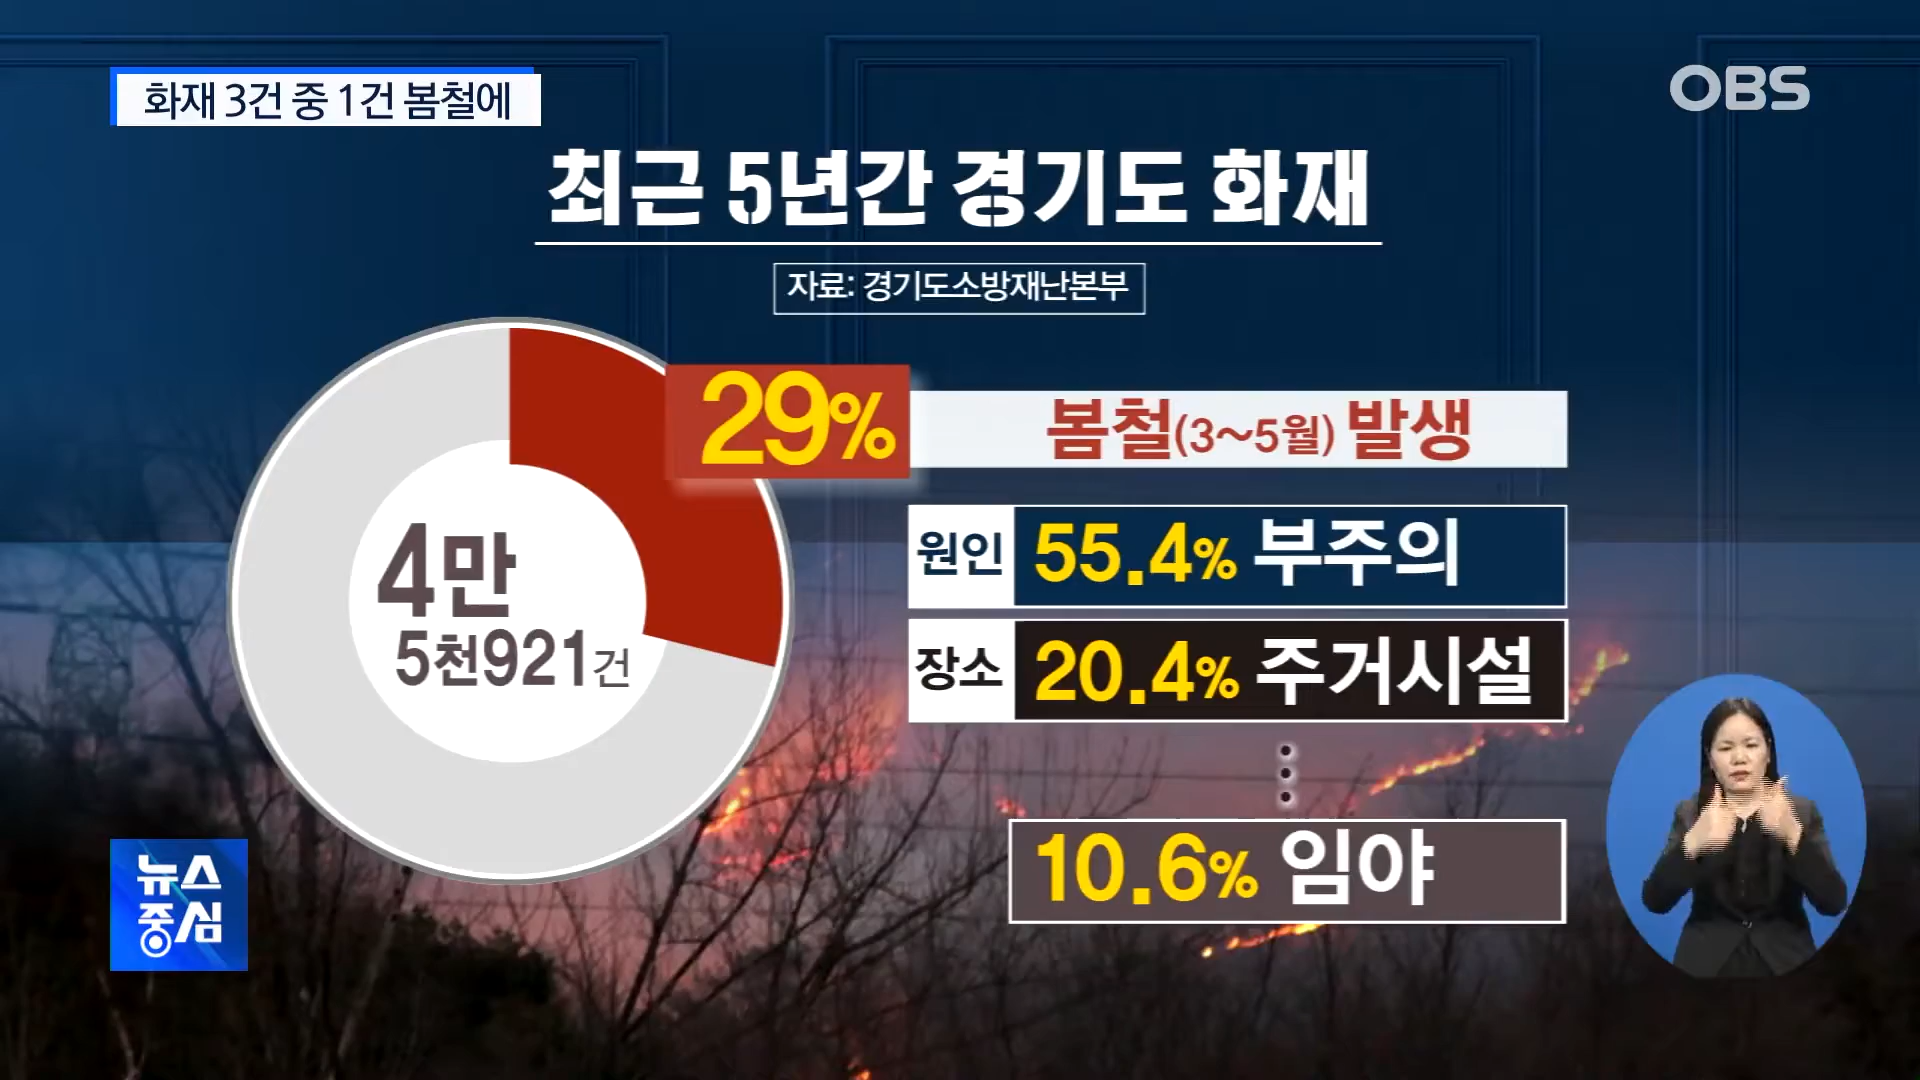 화재 3건 중 1건 봄철에
OBS
최근 5년간 경기도 화재
자료: 경기도소방재난본부
29% 봄철(3~5월) 발생
4만
5천921건
원인 55.4% 부주의
장소 20.4% 주거시설
10.6% 임야
뉴스
중심